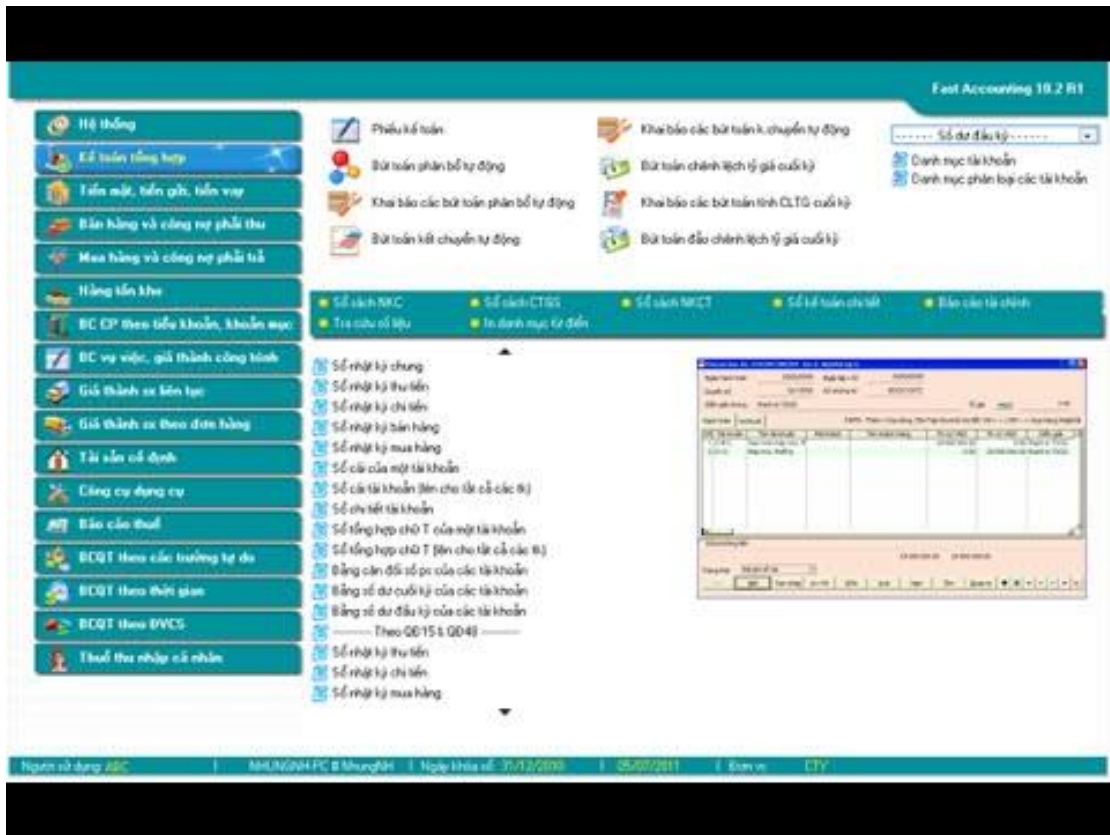 Fast Accounting 10.2 R1
Hệ thống
Kế toán tổng hợp
Tiền mặt, tiền gửi, tiền vay
Bán hàng và công nợ phải thu
Mua hàng và công nợ phải trả
Hàng tồn kho
BC CP theo tiểu khoản, khoản mục
BC vụ việc, giá thành công trình
Giá thành sx liên tục
Giá thành sx theo đơn hàng
Tài sản cố định
Công cụ dụng cụ
Báo cáo thuế
BCQT theo các trường tự do
BCQT theo thời gian
BCQT theo ĐVCS
Thuế thu nhập cá nhân
Phiếu kế toán
Bút toán phân bổ tự động
Khai báo các bút toán phân bổ tự động
Bút toán kết chuyển tự động
Khai báo các bút toán k.chuyển tự động
Bút toán chênh lệch tỷ giá cuối kỳ
Khai báo các bút toán tính CLTG cuối kỳ
Bút toán đảo chênh lệch tỷ giá cuối kỳ
------ Số dư đầu kỳ ------
Danh mục tài khoản
Danh mục phân loại các tài khoản
Sổ sách NKC
Sổ sách CTGS
Sổ sách NKCT
Sổ kế toán chi tiết
Báo cáo tài chính
Tra cứu số liệu
In danh mục từ điển
Sổ nhật ký chung
Sổ nhật ký thu tiền
Sổ nhật ký chi tiền
Sổ nhật ký bán hàng
Sổ nhật ký mua hàng
Sổ cái của một tài khoản
Sổ cái tài khoản (lên cho tất cả các tk)
Sổ chi tiết tài khoản
Sổ tổng hợp chữ T của một tài khoản
Sổ tổng hợp chữ T (lên cho tất cả các tk)
Bảng cân đối số ps của các tài khoản
Bảng số dư cuối kỳ của các tài khoản
Bảng số dư đầu kỳ của các tài khoản
-------- Theo QĐ15 & QĐ48 --------
Sổ nhật ký thu tiền
Sổ nhật ký chi tiền
Sổ nhật ký mua hàng
Người sử dụng: ABC | NHUNGNH-PC # NhungNH | Ngày khóa sổ: 31/12/2010 | 05/07/2011 | Đơn vị: CTY